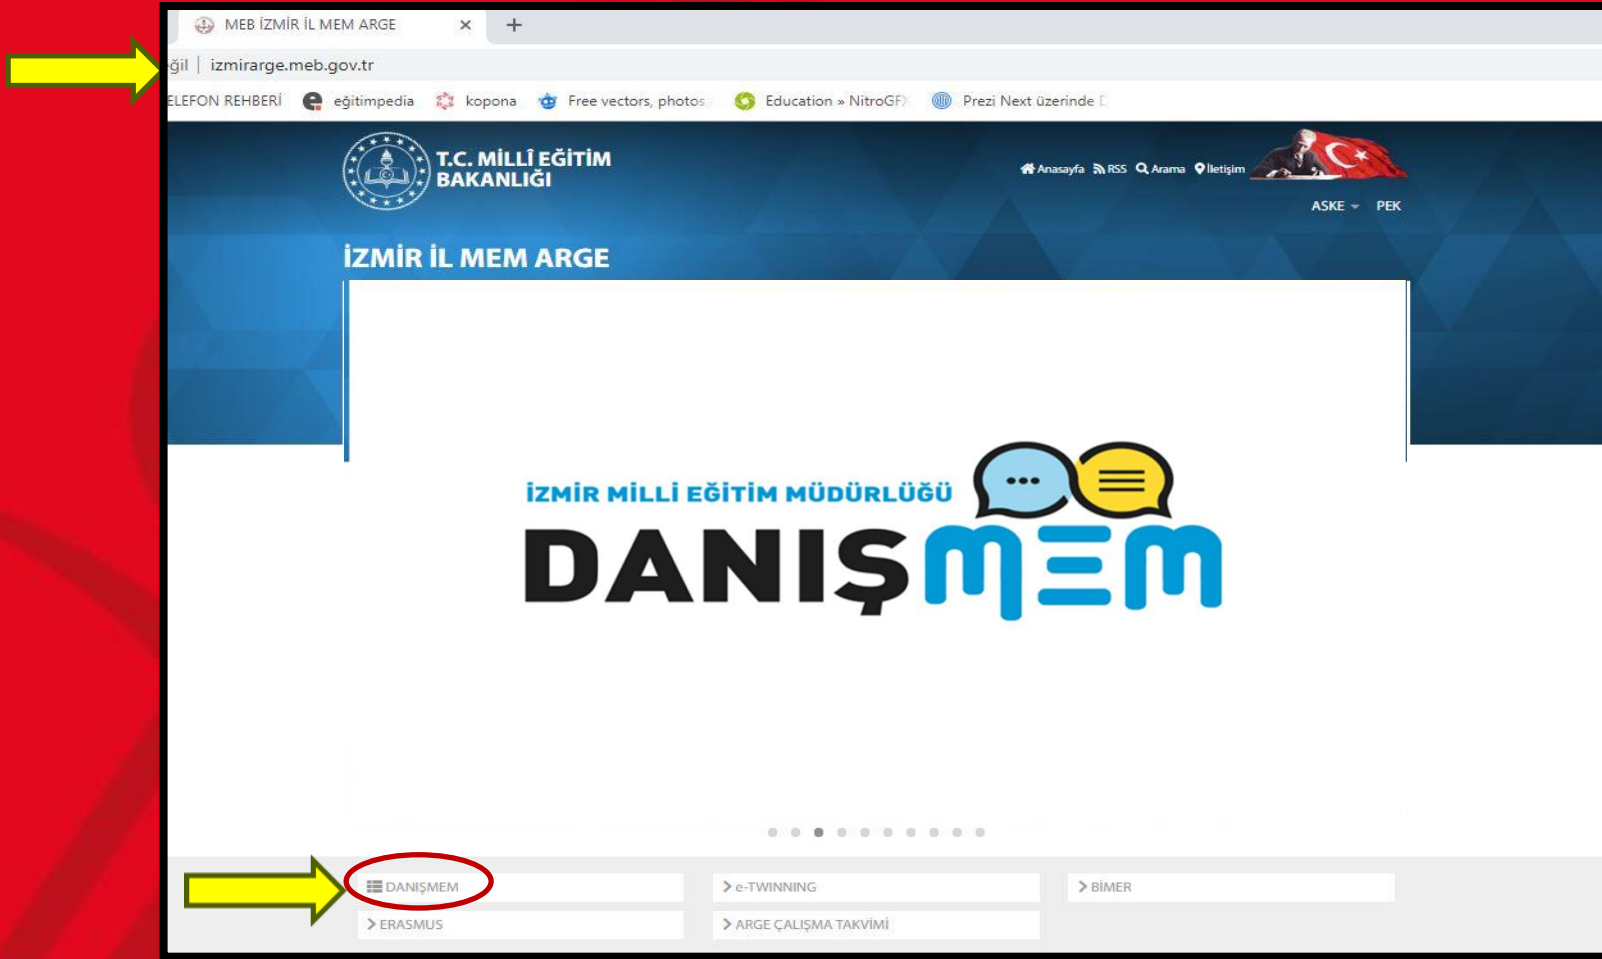 MEB İZMİR İL MEM ARGE
ğil | izmirarge.meb.gov.tr
ELEFON REHBERİ eğitimpedia kopona Free vectors, photos Education » NitroGFX Prezi Next üzerinde D
T.C. MİLLÎ EĞİTİM
BAKANLIĞI
Anasayfa RSS Arama İletişim
ASKE PEK
İZMİR İL MEM ARGE
İZMİR MİLLİ EĞİTİM MÜDÜRLÜĞÜ
DANIŞMEM
DANIŞMEM e-TWINNING BİMER
ERASMUS ARGE ÇALIŞMA TAKVİMİ